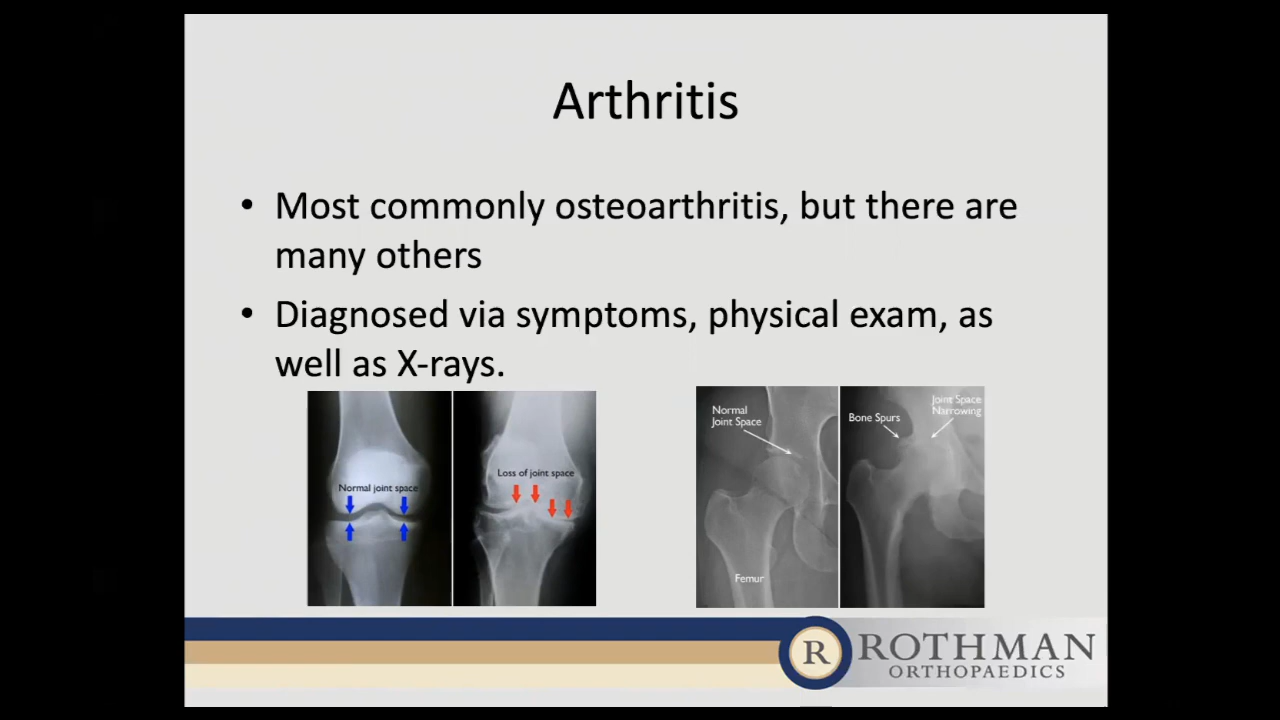 Arthritis
• Most commonly osteoarthritis, but there are
many others
• Diagnosed via symptoms, physical exam, as
well as X-rays.
Normal joint space
Loss of joint space
Normal
Joint Space
Femur
Bone Spurs
Joint Space
Narrowing
R
ROTHMAN
ORTHOPAEDICS